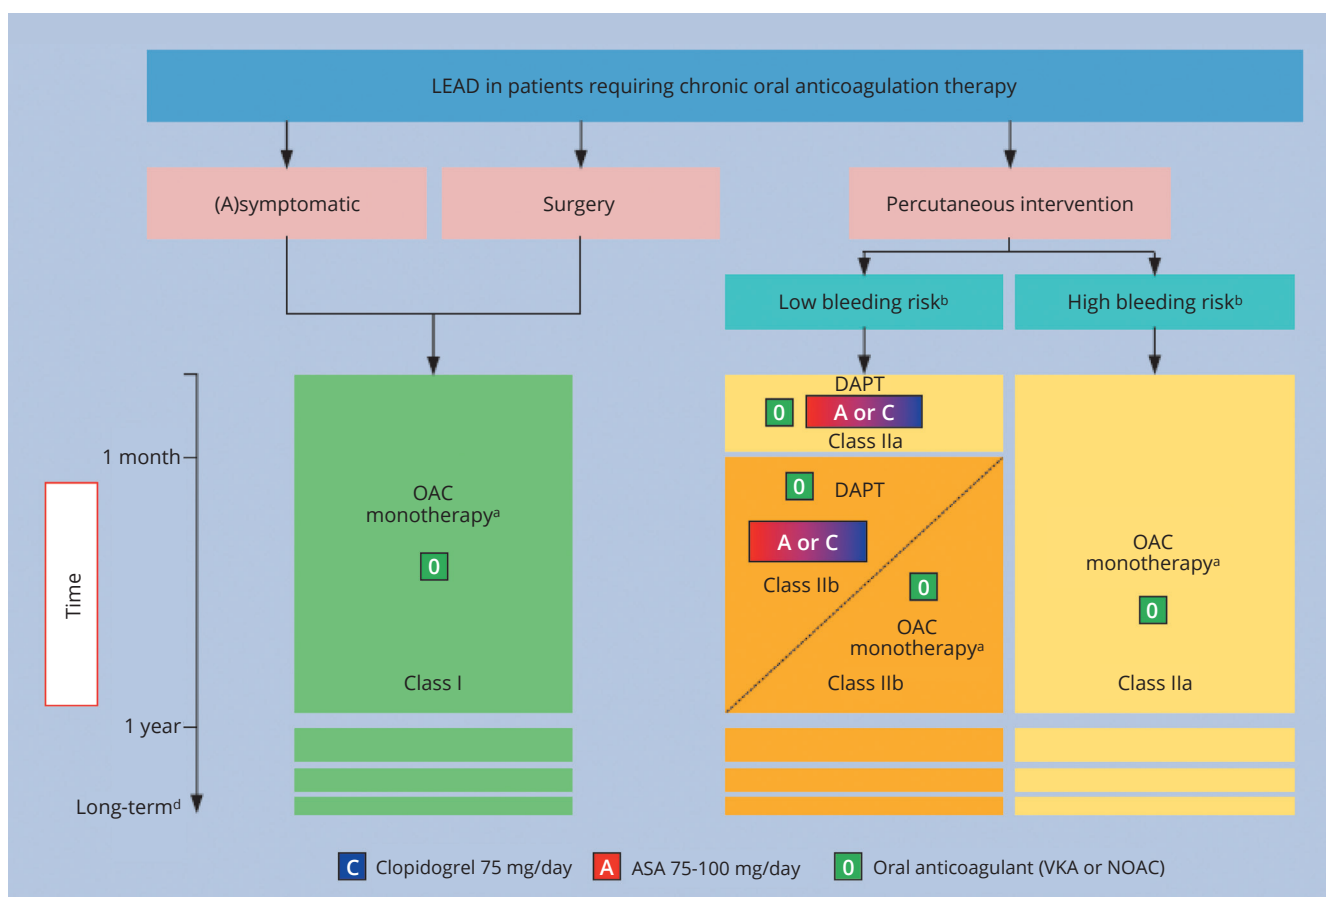 LEAD in patients requiring chronic oral anticoagulation therapy
(A)symptomatic
Surgery
Percutaneous intervention
Low bleeding riskᵇ
High bleeding riskᵇ
Time
1 month
1 year
Long-termᵈ
OAC
monotherapyᵃ
0
Class I
DAPT
0 A or C
Class IIa
0 DAPT
A or C
Class IIb
0
OAC
monotherapyᵃ
Class IIb
OAC
monotherapyᵃ
0
Class IIa
C Clopidogrel 75 mg/day
A ASA 75-100 mg/day
0 Oral anticoagulant (VKA or NOAC)